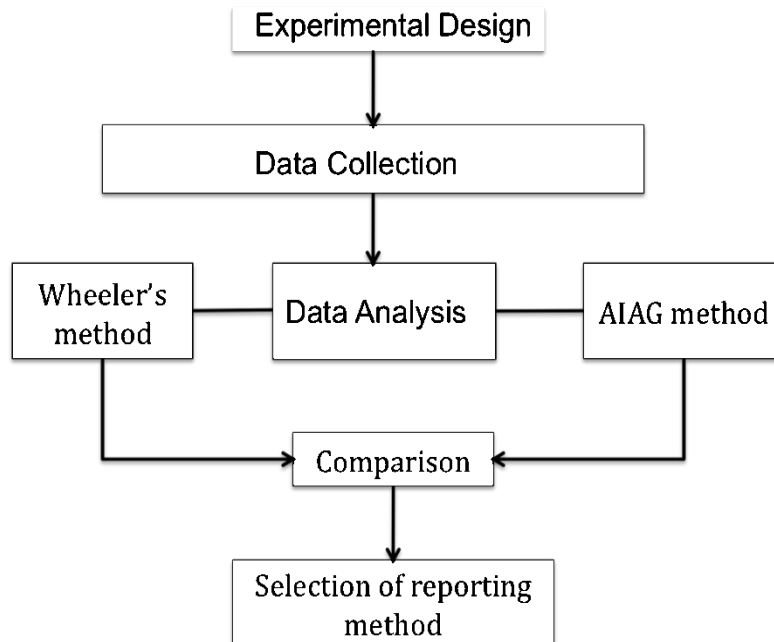 Experimental Design
Data Collection
Wheeler's
method
Data Analysis
AIAG method
Comparison
Selection of reporting
method